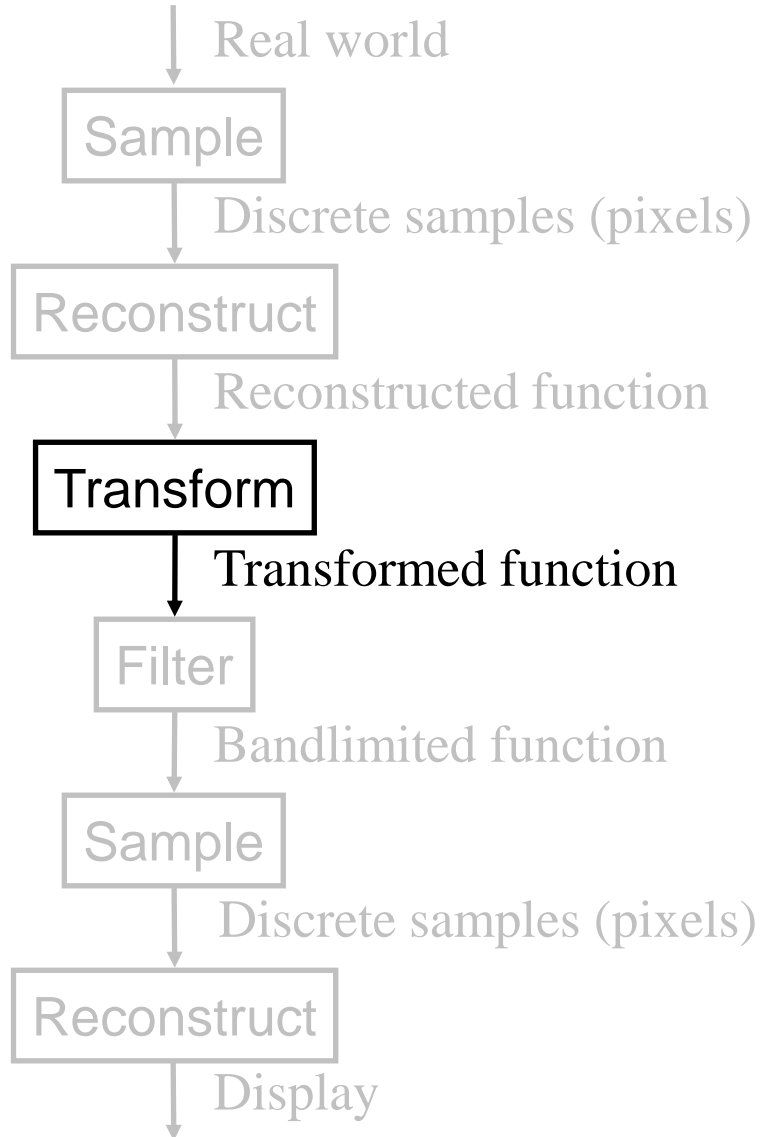 Real world
Sample
Discrete samples (pixels)
Reconstruct
Reconstructed function
Transform
Transformed function
Filter
Bandlimited function
Sample
Discrete samples (pixels)
Reconstruct
Display